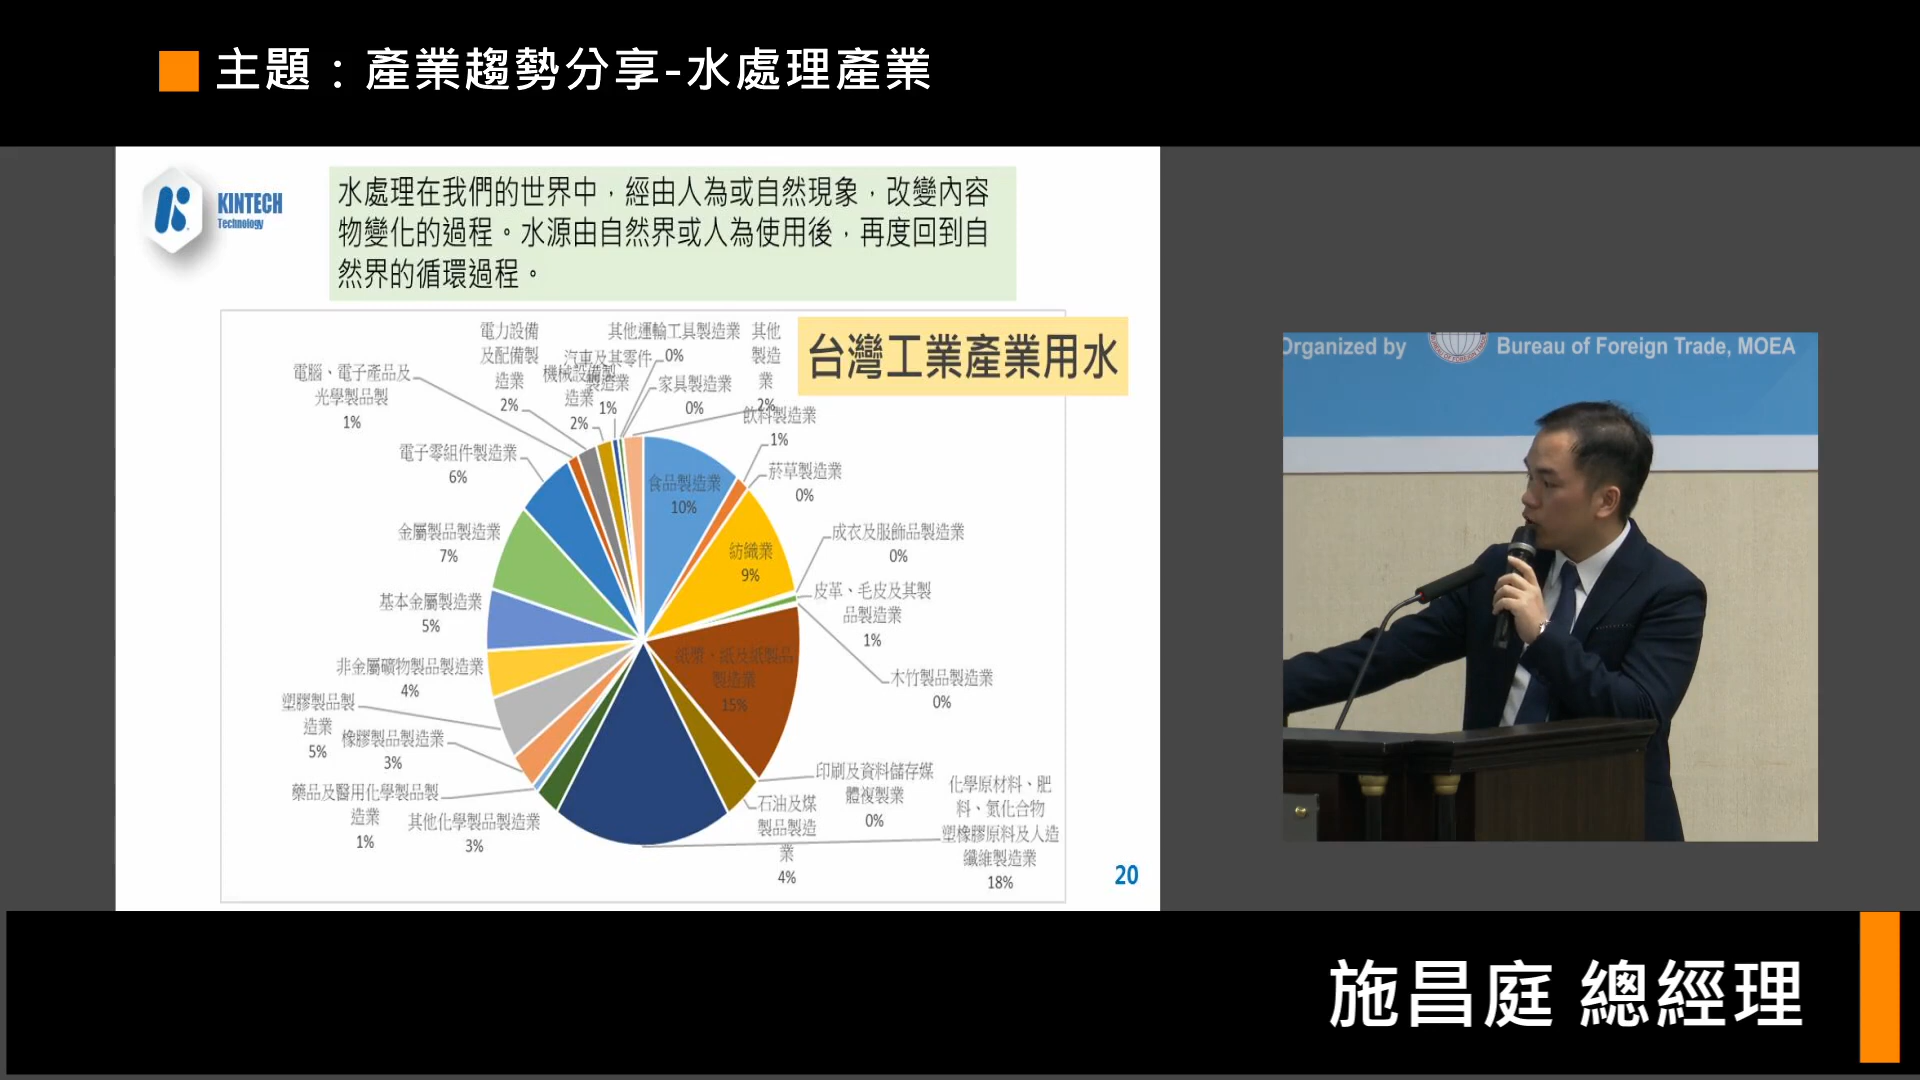 主題：產業趨勢分享-水處理產業
KINTECH
Technology
水處理在我們的世界中，經由人為或自然現象，改變內容
物變化的過程。水源由自然界或人為使用後，再度回到自
然界的循環過程。
台灣工業產業用水
電力設備
及配備製
造業
2%
其他運輸工具製造業
0%
其他
製造
業
2%
汽車及其零件
製造業
1%
機械設備製
造業
2%
家具製造業
0%
電腦、電子產品及
光學製品製
1%
飲料製造業
1%
電子零組件製造業
6%
食品製造業
10%
菸草製造業
0%
金屬製品製造業
7%
紡織業
9%
成衣及服飾品製造業
0%
基本金屬製造業
5%
皮革、毛皮及其製
品製造業
1%
非金屬礦物製品製造業
4%
紙漿、紙及紙製品
製造業
15%
木竹製品製造業
0%
塑膠製品製
造業
5%
橡膠製品製造業
3%
藥品及醫用化學製品製
造業
1%
其他化學製品製造業
3%
印刷及資料儲存媒
體複製業
0%
石油及煤
製品製造
業
4%
化學原材料、肥
料、氮化合物
塑橡膠原料及人造
纖維製造業
18%
20
Organized by
Bureau of Foreign Trade, MOEA
施昌庭 總經理